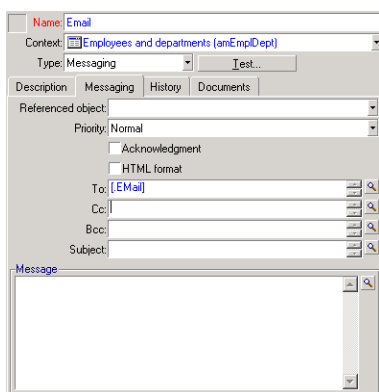 Name: Email
Context: Employees and departments (amEmplDept)
Type: Messaging Test...
Description Messaging History Documents
Referenced object:
Priority: Normal
Acknowledgment
HTML format
To: [.EMail]
Cc:
Bcc:
Subject:
Message